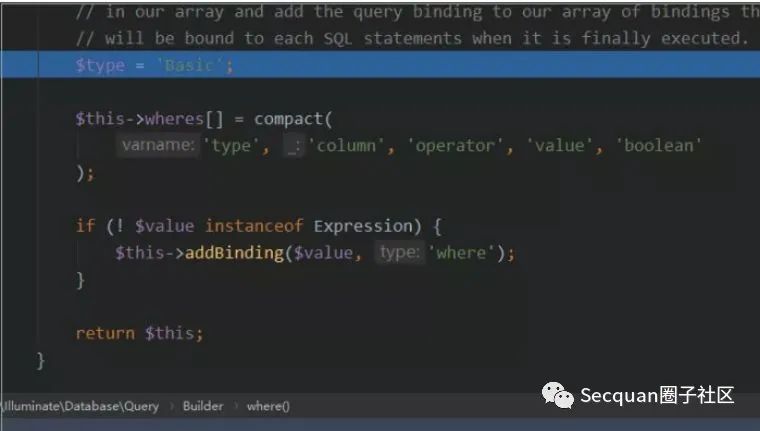 // in our array and add the query binding to our array of bindings th
// will be bound to each SQL statements when it is finally executed.
$type = 'Basic';
$this->wheres[] = compact(
varname: 'type', _: 'column', 'operator', 'value', 'boolean'
);
if (! $value instanceof Expression) {
$this->addBinding($value, type: 'where');
}
return $this;
}
\Illuminate\Database\Query › Builder › where()
Secquan圈子社区